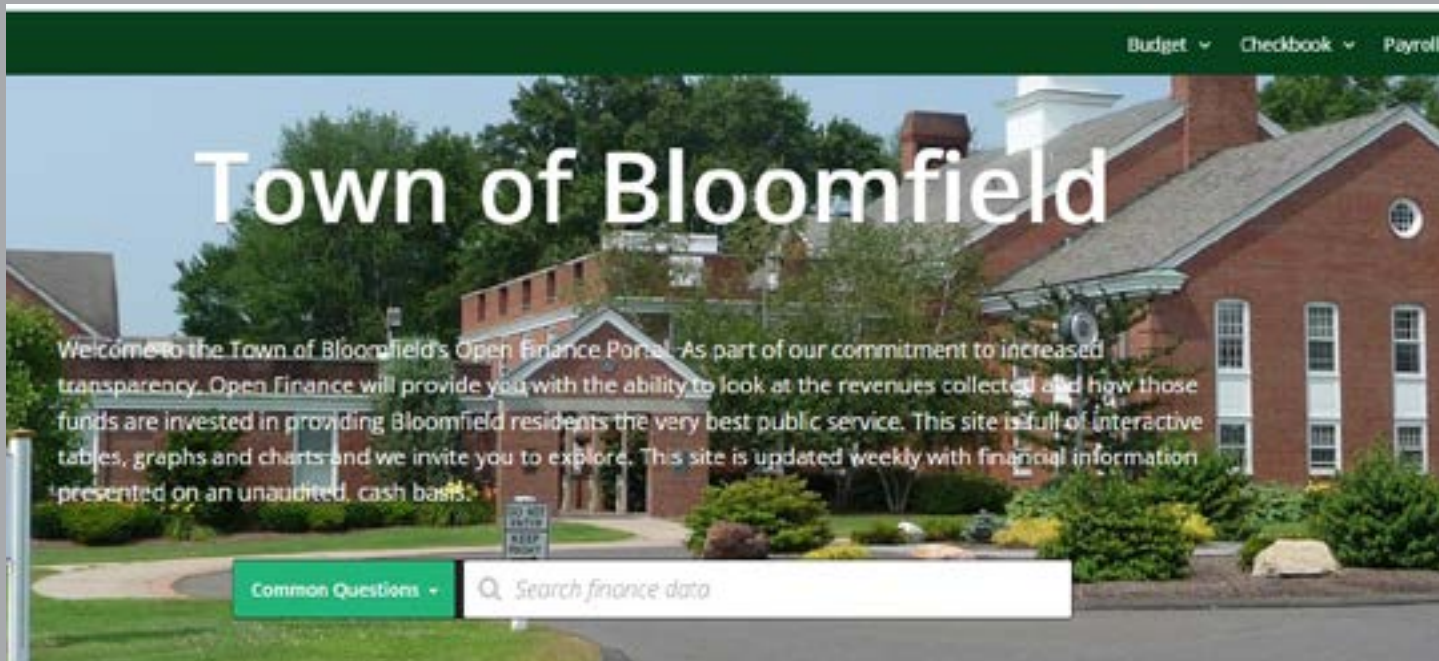 Budget Checkbook Payroll
Town of Bloomfield
Welcome to the Town of Bloomfield's Open Finance Portal. As part of our commitment to increased
transparency, Open Finance will provide you with the ability to look at the revenues collected and how those
funds are invested in providing Bloomfield residents the very best public service. This site is full of interactive
tables, graphs and charts and we invite you to explore. This site is updated weekly with financial information
presented on an unaudited, cash basis.
DO NOT
ENTER
KEEP
RIGHT
Common Questions Search finance data